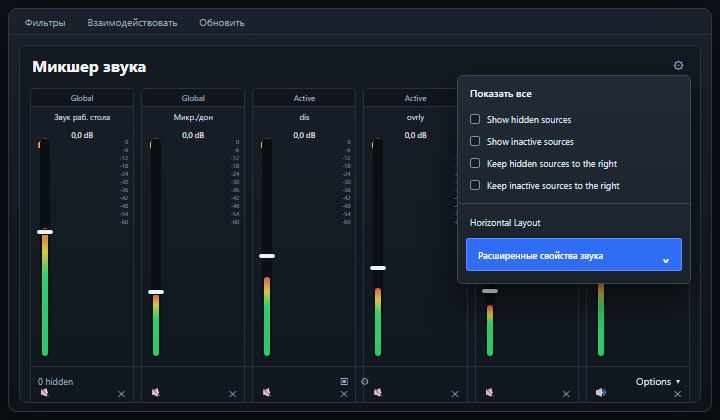 Фильтры Взаимодействовать Обновить
Микшер звука
Global Global Active Active
Звук раб. стола Микр./дон dis ovrly
0,0 dB 0,0 dB 0,0 dB 0,0 dB
0 0 0
-6 -6 -6
-12 -12 -12
-18 -18 -18
-24 -24 -24
-30 -30 -30
-36 -36 -36
-42 -42 -42
-48 -48 -48
-54 -54 -54
-60 -60 -60
Показать все
Show hidden sources
Show inactive sources
Keep hidden sources to the right
Keep inactive sources to the right
Horizontal Layout
Расширенные свойства звука
0 hidden
Options